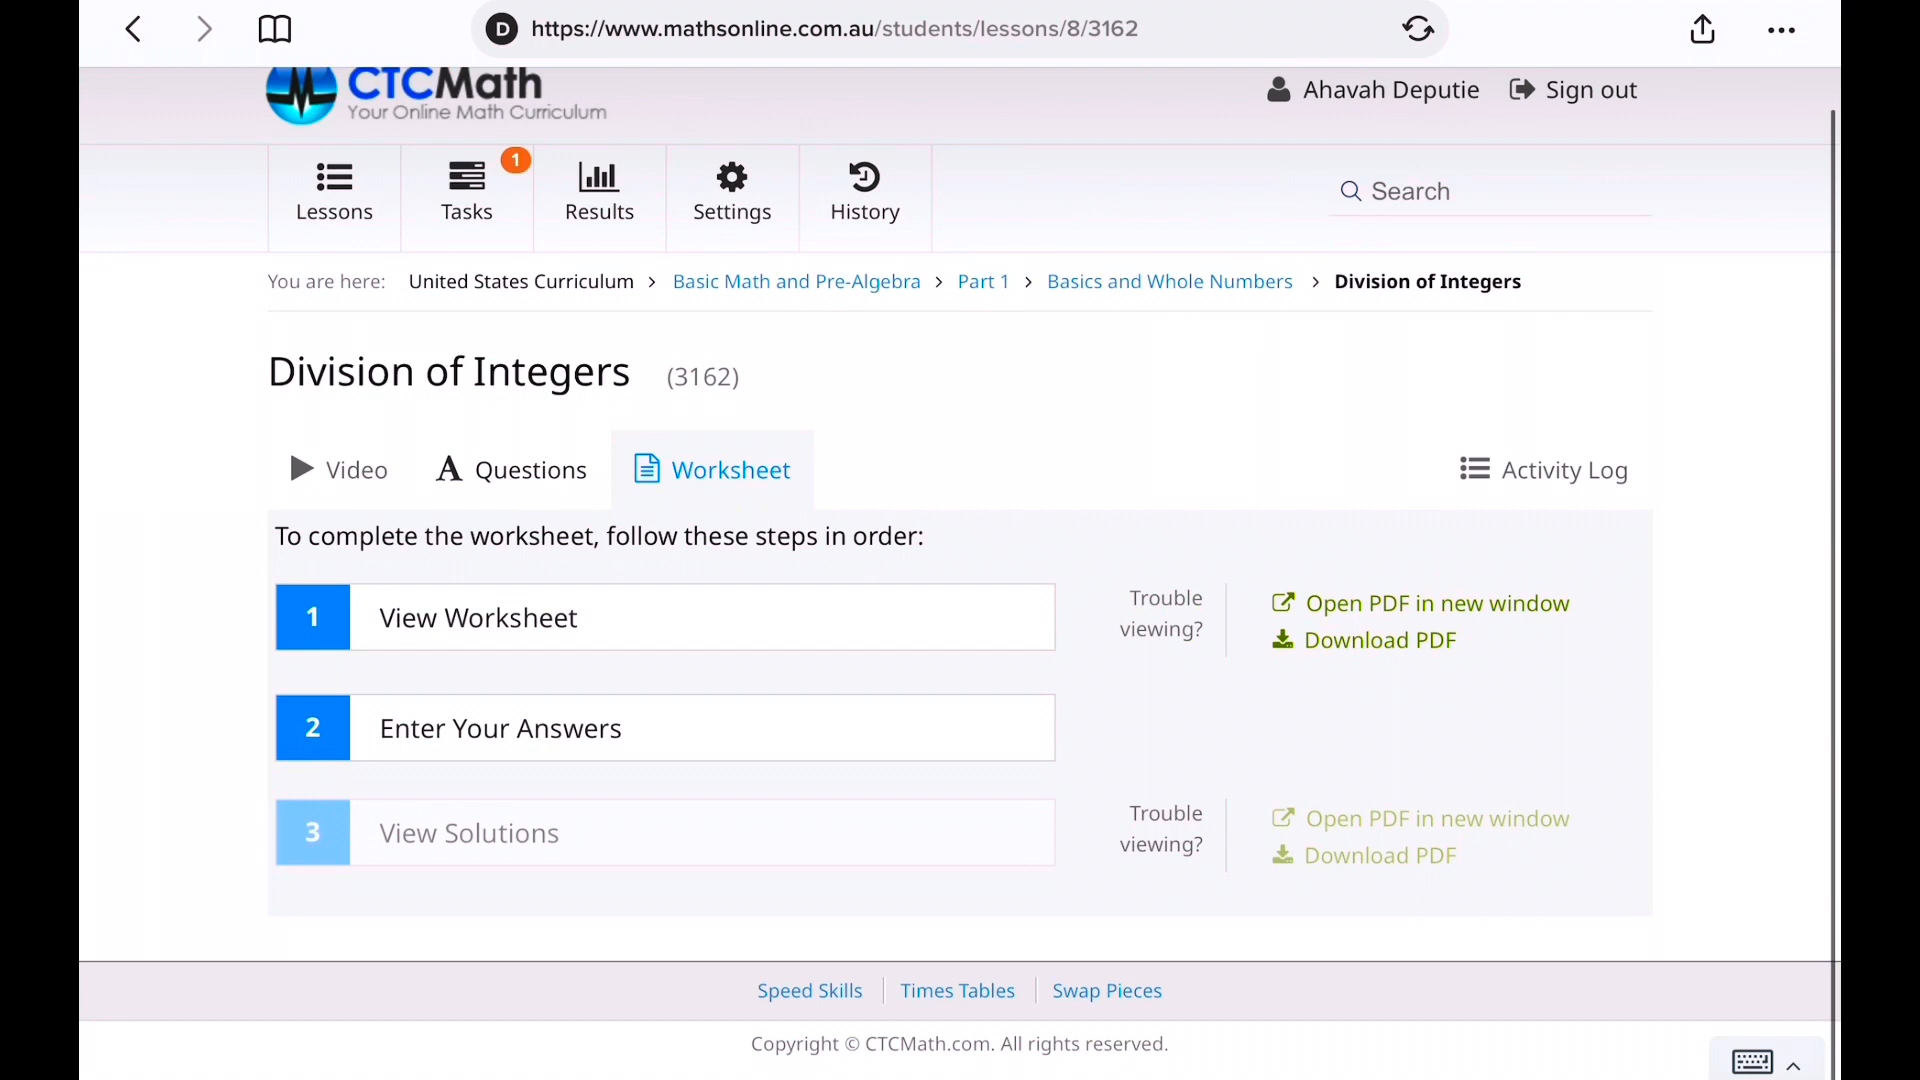 D https://www.mathsonline.com.au/students/lessons/8/3162
CTCMath
Your Online Math Curriculum
Ahavah Deputie Sign out
1
Lessons Tasks Results Settings History
Search
You are here: United States Curriculum > Basic Math and Pre-Algebra > Part 1 > Basics and Whole Numbers > Division of Integers
Division of Integers (3162)
Video A Questions Worksheet Activity Log
To complete the worksheet, follow these steps in order:
1 View Worksheet
Trouble
viewing?
Open PDF in new window
Download PDF
2 Enter Your Answers
3 View Solutions
Trouble
viewing?
Open PDF in new window
Download PDF
Speed Skills Times Tables Swap Pieces
Copyright © CTCMath.com. All rights reserved.